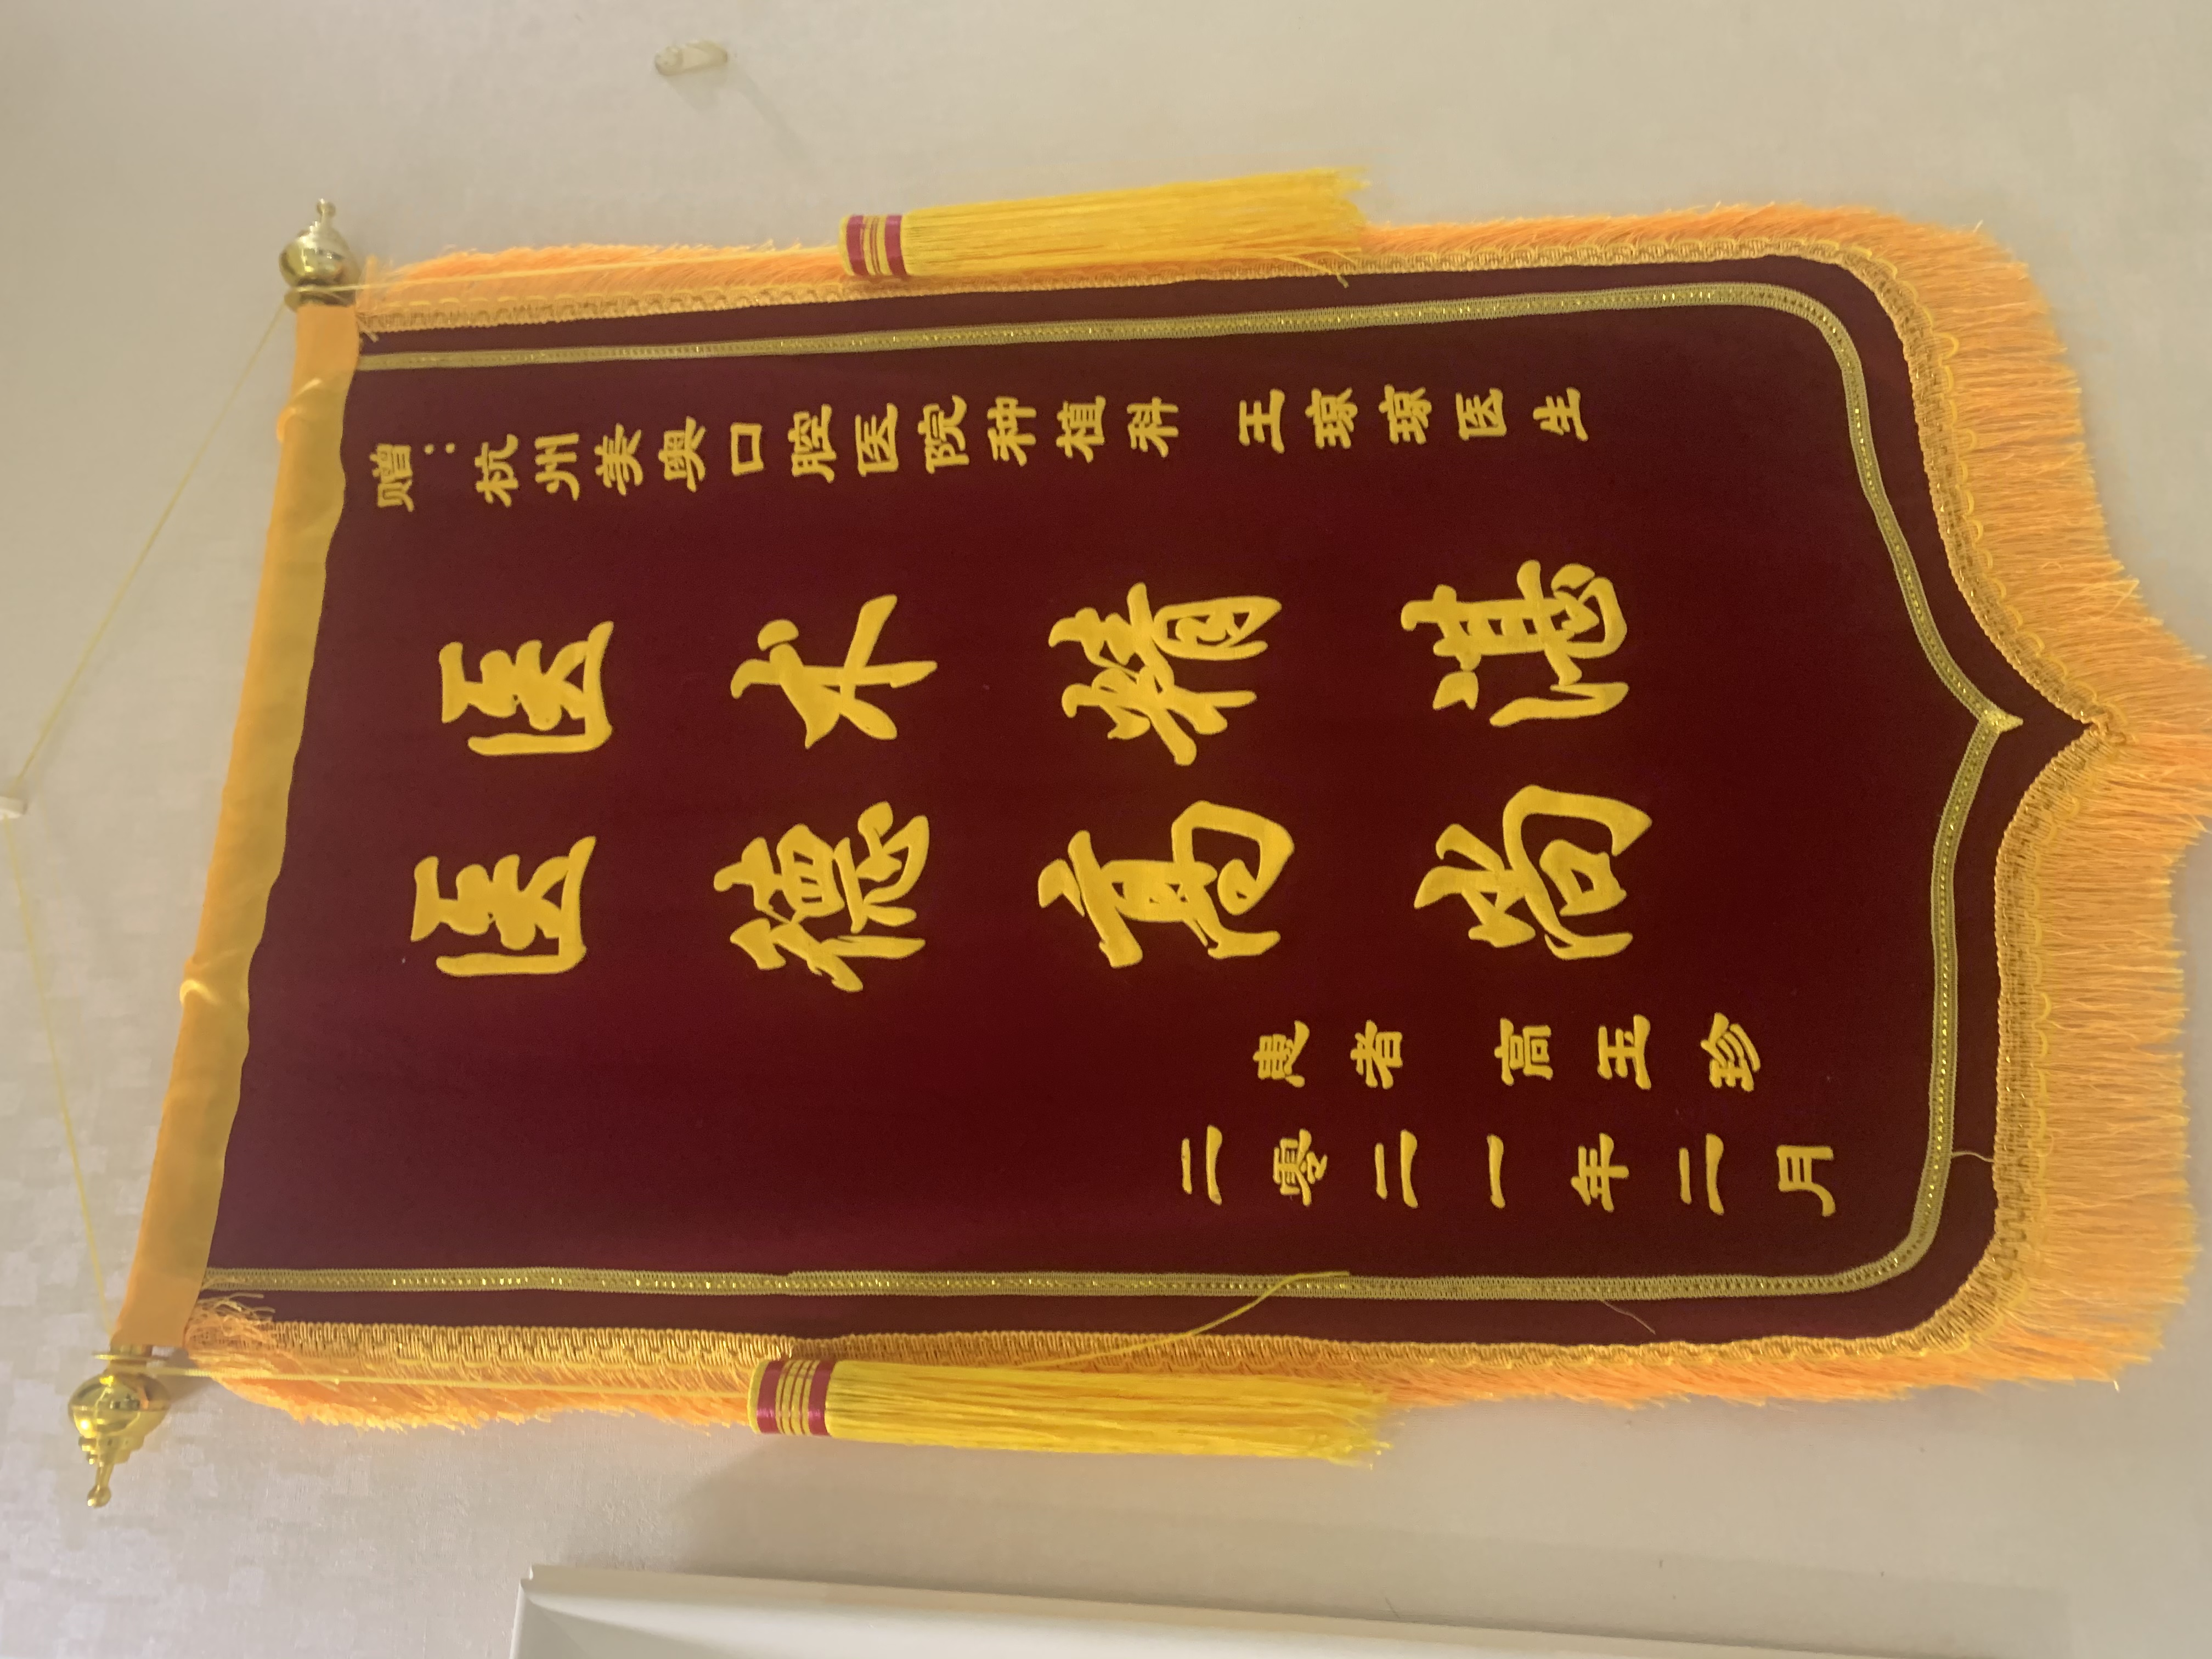 赠：杭州美奥口腔医院种植科 王琼琼医生
医术精湛
医德高尚
患者 高玉珍
二零二一年二月